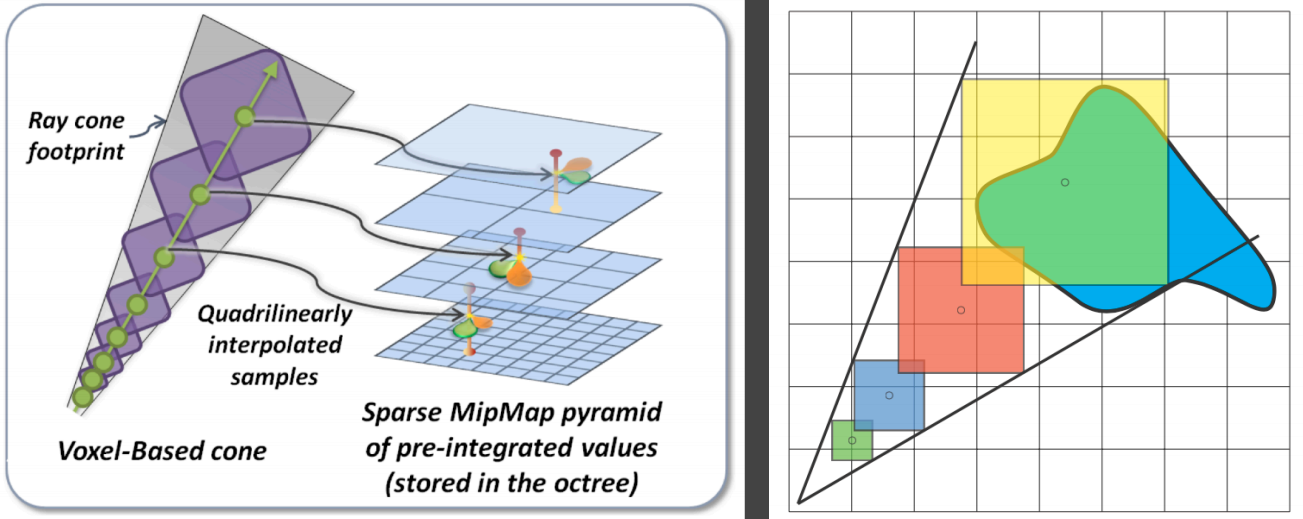 Ray cone
footprint
Quadrilinearly
interpolated
samples
Voxel-Based cone
Sparse MipMap pyramid
of pre-integrated values
(stored in the octree)